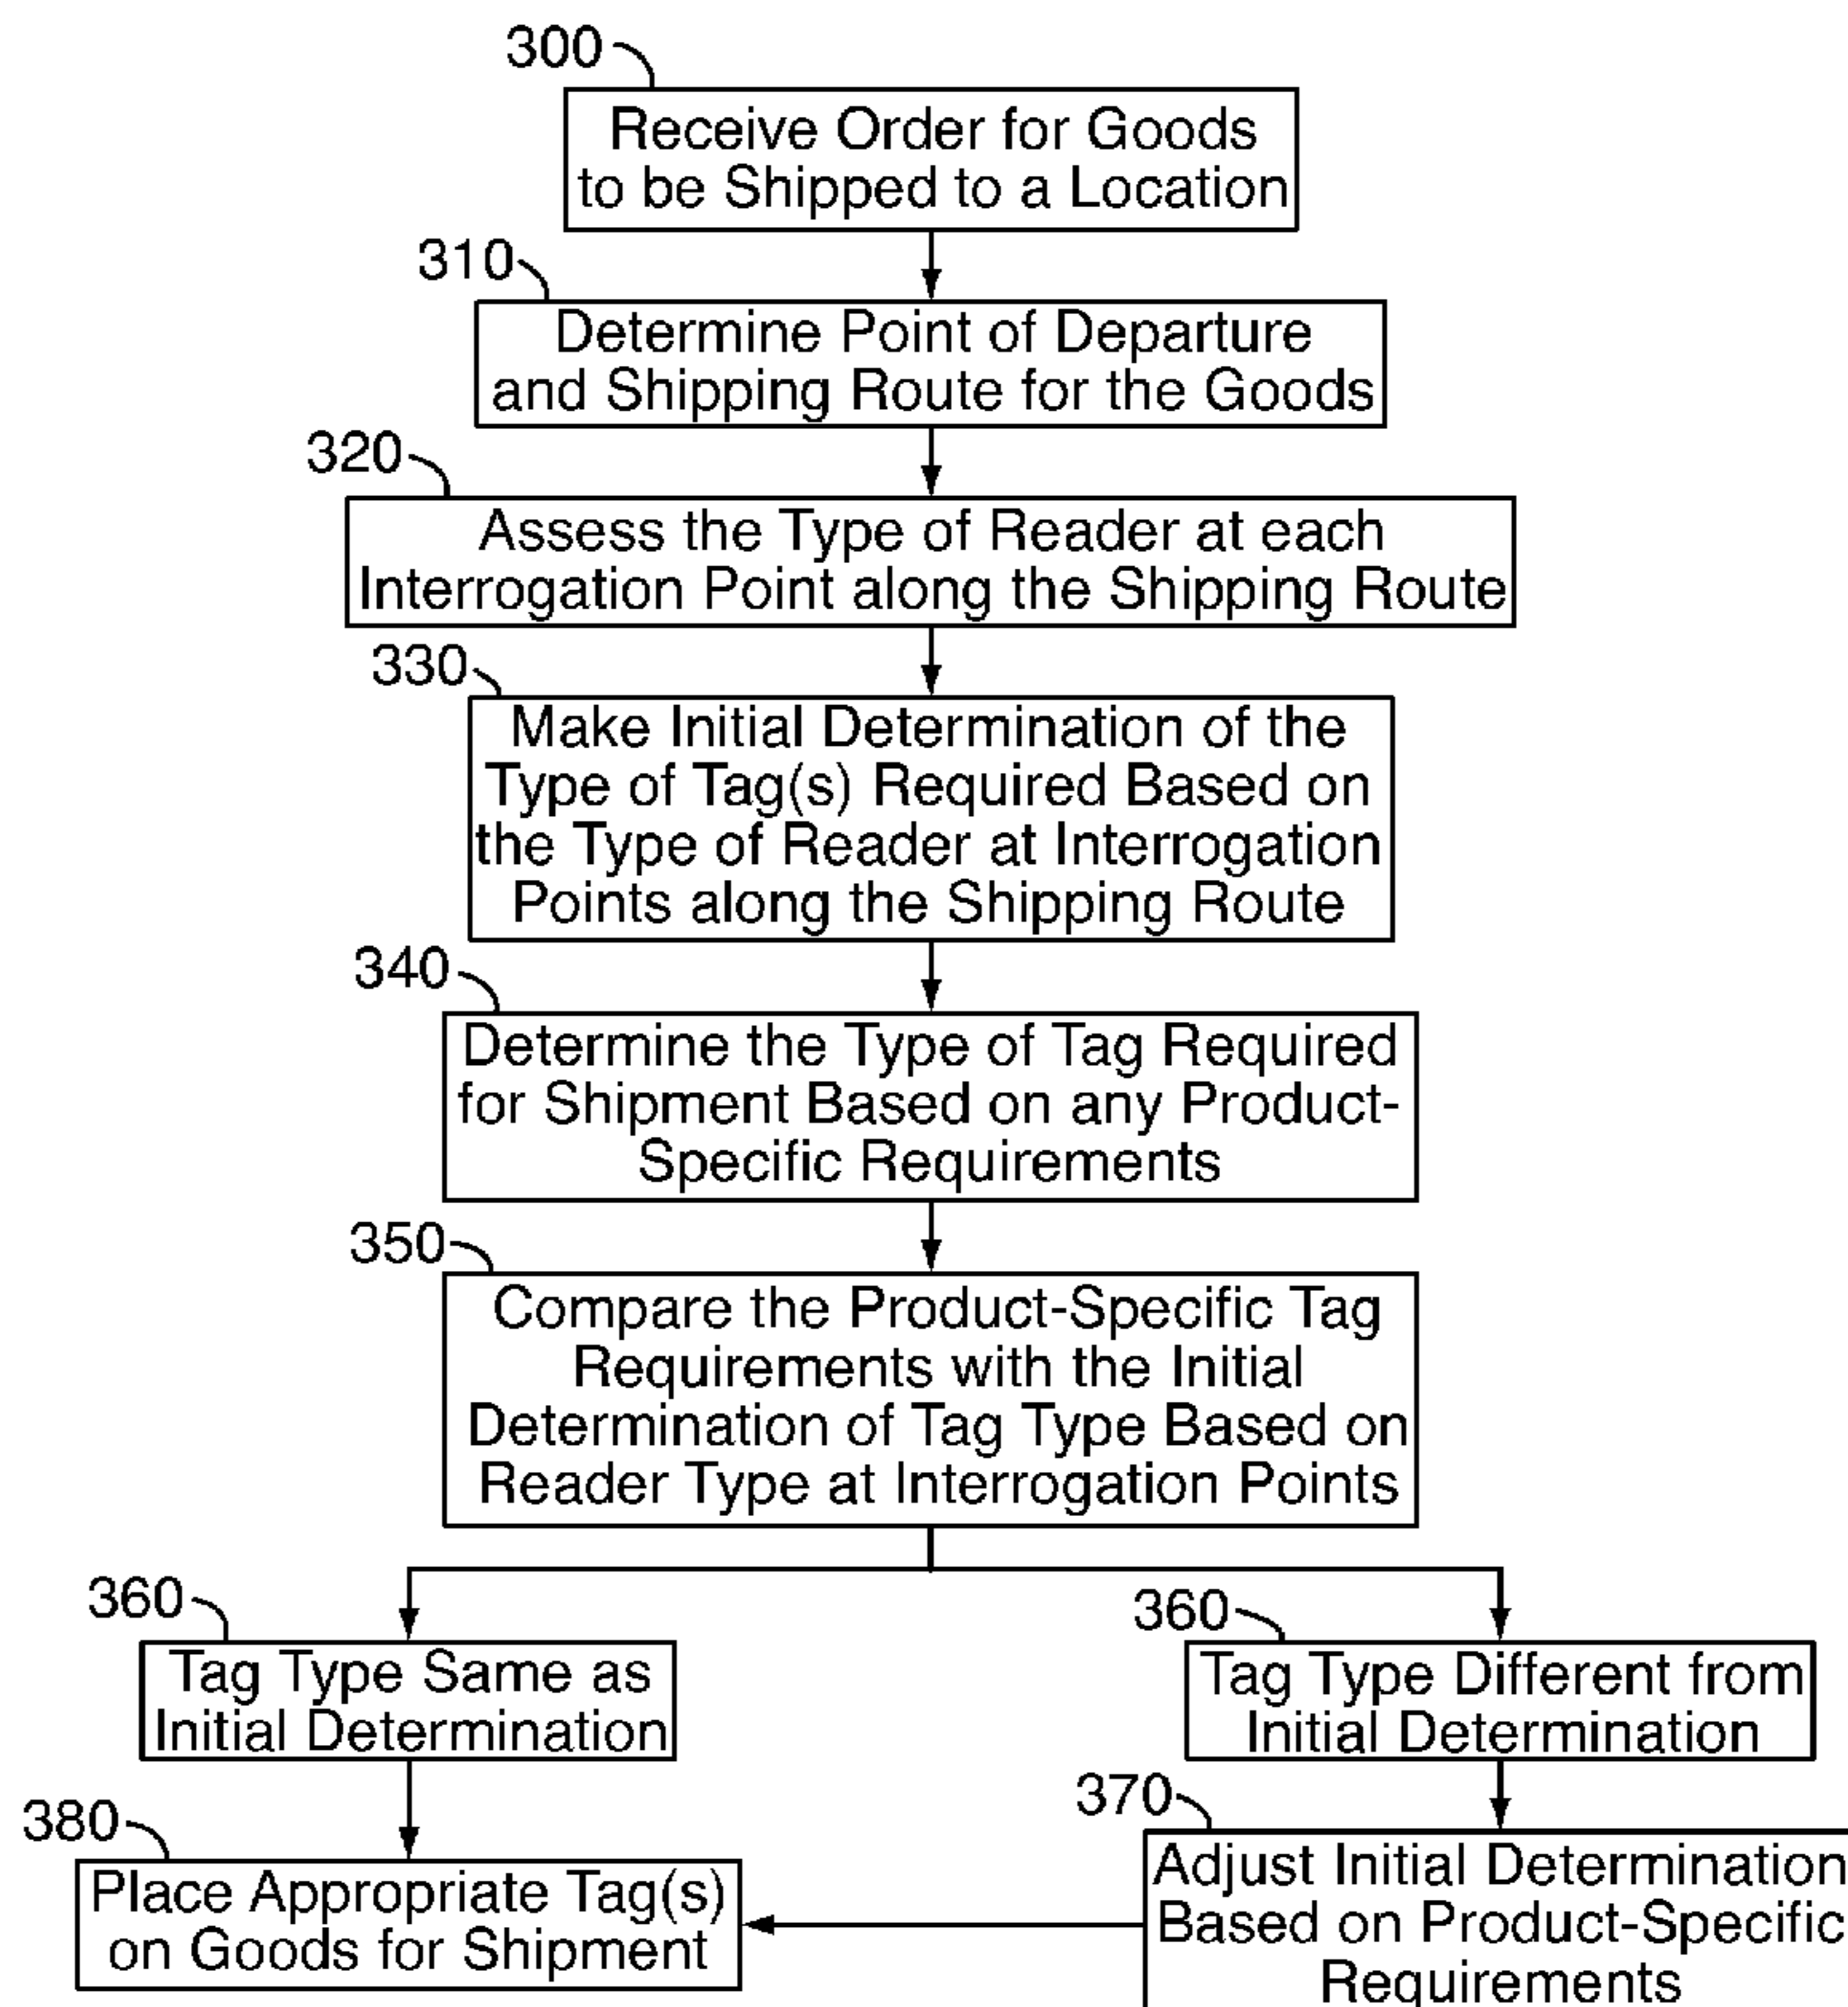 300
Receive Order for Goods
to be Shipped to a Location
310
Determine Point of Departure
and Shipping Route for the Goods
320
Assess the Type of Reader at each
Interrogation Point along the Shipping Route
330
Make Initial Determination of the
Type of Tag(s) Required Based on
the Type of Reader at Interrogation
Points along the Shipping Route
340
Determine the Type of Tag Required
for Shipment Based on any Product-
Specific Requirements
350
Compare the Product-Specific Tag
Requirements with the Initial
Determination of Tag Type Based on
Reader Type at Interrogation Points
360
Tag Type Same as
Initial Determination
360
Tag Type Different from
Initial Determination
370
Adjust Initial Determination
Based on Product-Specific
Requirements
380
Place Appropriate Tag(s)
on Goods for Shipment